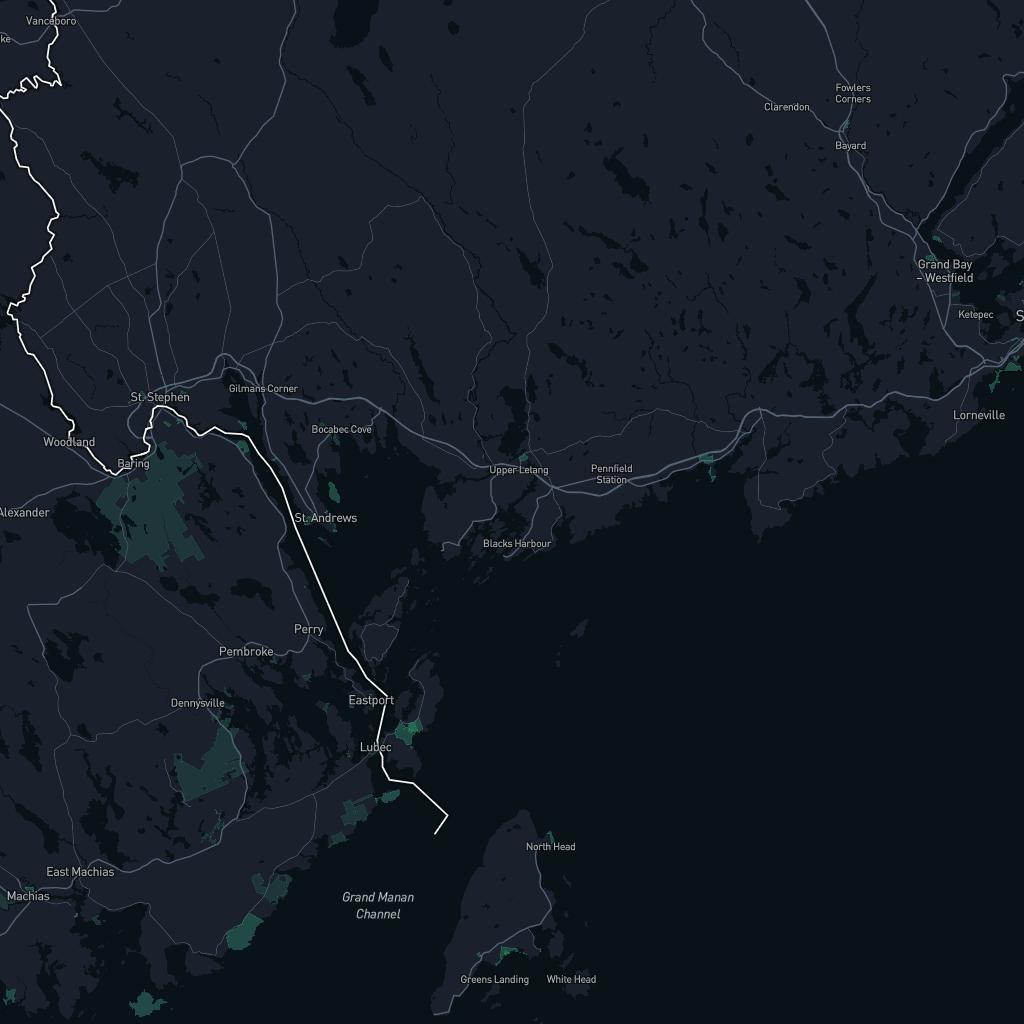 Vanceboro
ke
Fowlers
Corners
Clarendon
Bayard
Grand Bay
– Westfield
Ketepec
S
Gilmans Corner
St. Stephen
Lorneville
Bocabec Cove
Woodland
Baring
Upper Letang
Pennfield
Station
Alexander
St. Andrews
Blacks Harbour
Perry
Pembroke
Eastport
Dennysville
Lubec
North Head
East Machias
Machias
Grand Manan
Channel
Greens Landing
White Head